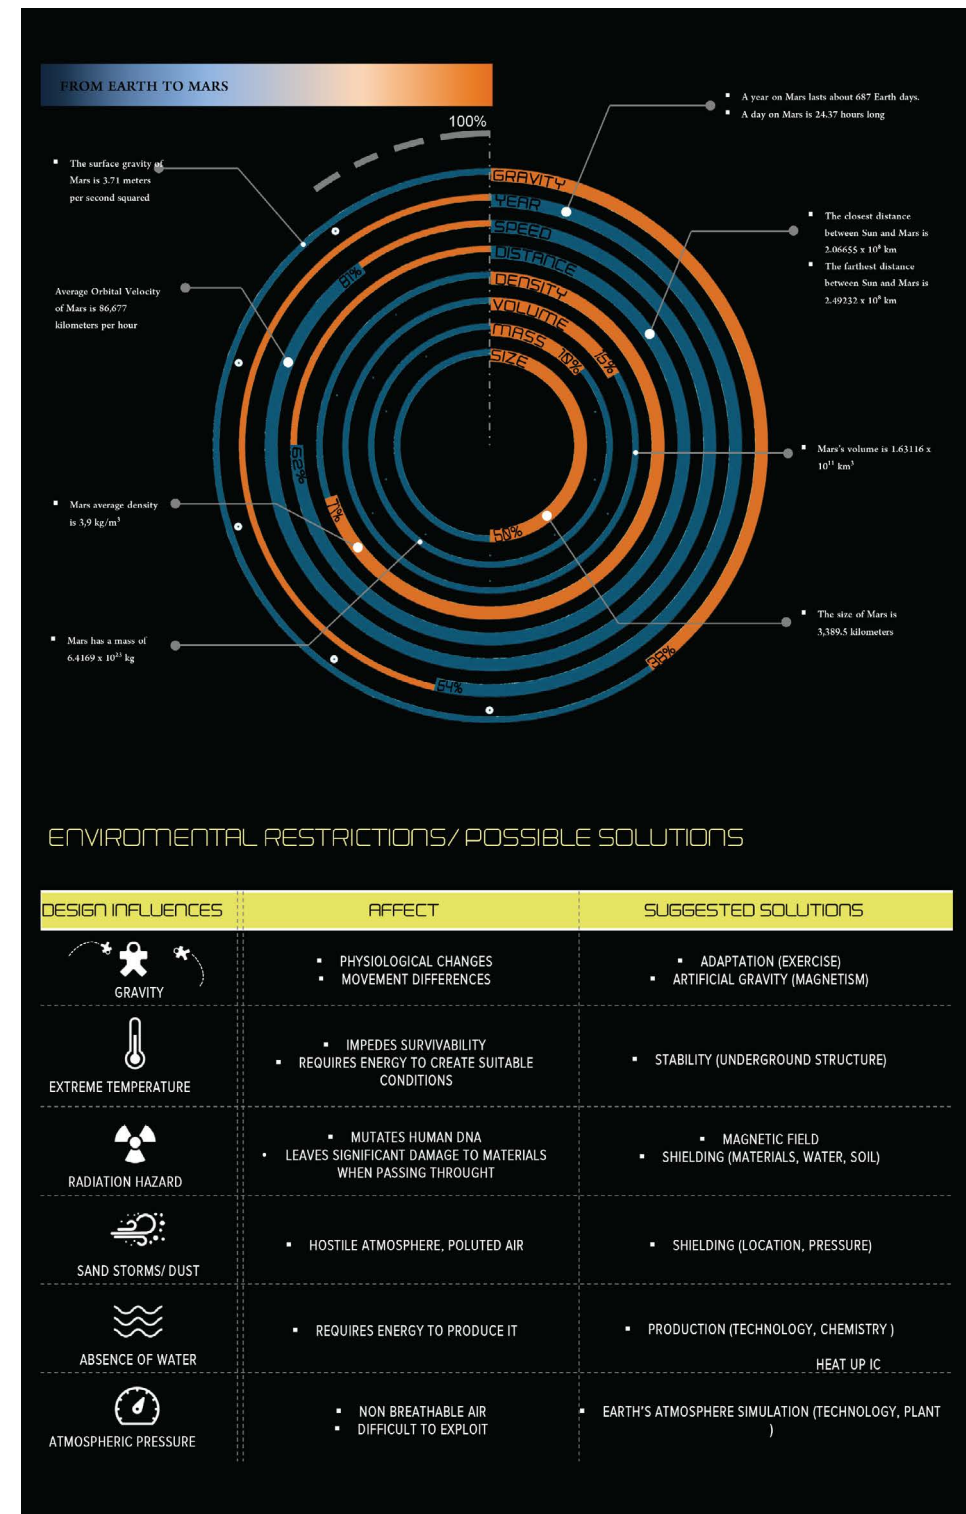 FROM EARTH TO MARS
100%
▪ A year on Mars lasts about 687 Earth days.
▪ A day on Mars is 24.37 hours long
▪ The surface gravity of
Mars is 3.71 meters
per second squared
▪ The closest distance
between Sun and Mars is
2.06655 x 10⁸ km
▪ The farthest distance
between Sun and Mars is
2.49232 x 10⁸ km
Average Orbital Velocity
of Mars is 86,677
kilometers per hour
GRAVITY
YEAR
SPEED
DISTANCE
DENSITY
VOLUME
MASS
SIZE
81%
10%
15%
62%
71%
50%
38%
54%
▪ Mars's volume is 1.63116 x
10¹¹ km³
▪ Mars average density
is 3,9 kg/m³
▪ The size of Mars is
3,389.5 kilometers
▪ Mars has a mass of
6.4169 x 10²³ kg
ENVIROMENTAL RESTRICTIONS/ POSSIBLE SOLUTIONS
DESIGN INFLUENCES AFFECT SUGGESTED SOLUTIONS
GRAVITY
▪ PHYSIOLOGICAL CHANGES
▪ MOVEMENT DIFFERENCES
▪ ADAPTATION (EXERCISE)
▪ ARTIFICIAL GRAVITY (MAGNETISM)
EXTREME TEMPERATURE
▪ IMPEDES SURVIVABILITY
▪ REQUIRES ENERGY TO CREATE SUITABLE
CONDITIONS
▪ STABILITY (UNDERGROUND STRUCTURE)
RADIATION HAZARD
▪ MUTATES HUMAN DNA
• LEAVES SIGNIFICANT DAMAGE TO MATERIALS
WHEN PASSING THROUGHT
▪ MAGNETIC FIELD
▪ SHIELDING (MATERIALS, WATER, SOIL)
SAND STORMS/ DUST
▪ HOSTILE ATMOSPHERE, POLUTED AIR
▪ SHIELDING (LOCATION, PRESSURE)
ABSENCE OF WATER
▪ REQUIRES ENERGY TO PRODUCE IT
▪ PRODUCTION (TECHNOLOGY, CHEMISTRY )
HEAT UP IC
ATMOSPHERIC PRESSURE
▪ NON BREATHABLE AIR
▪ DIFFICULT TO EXPLOIT
▪ EARTH'S ATMOSPHERE SIMULATION (TECHNOLOGY, PLANT
)